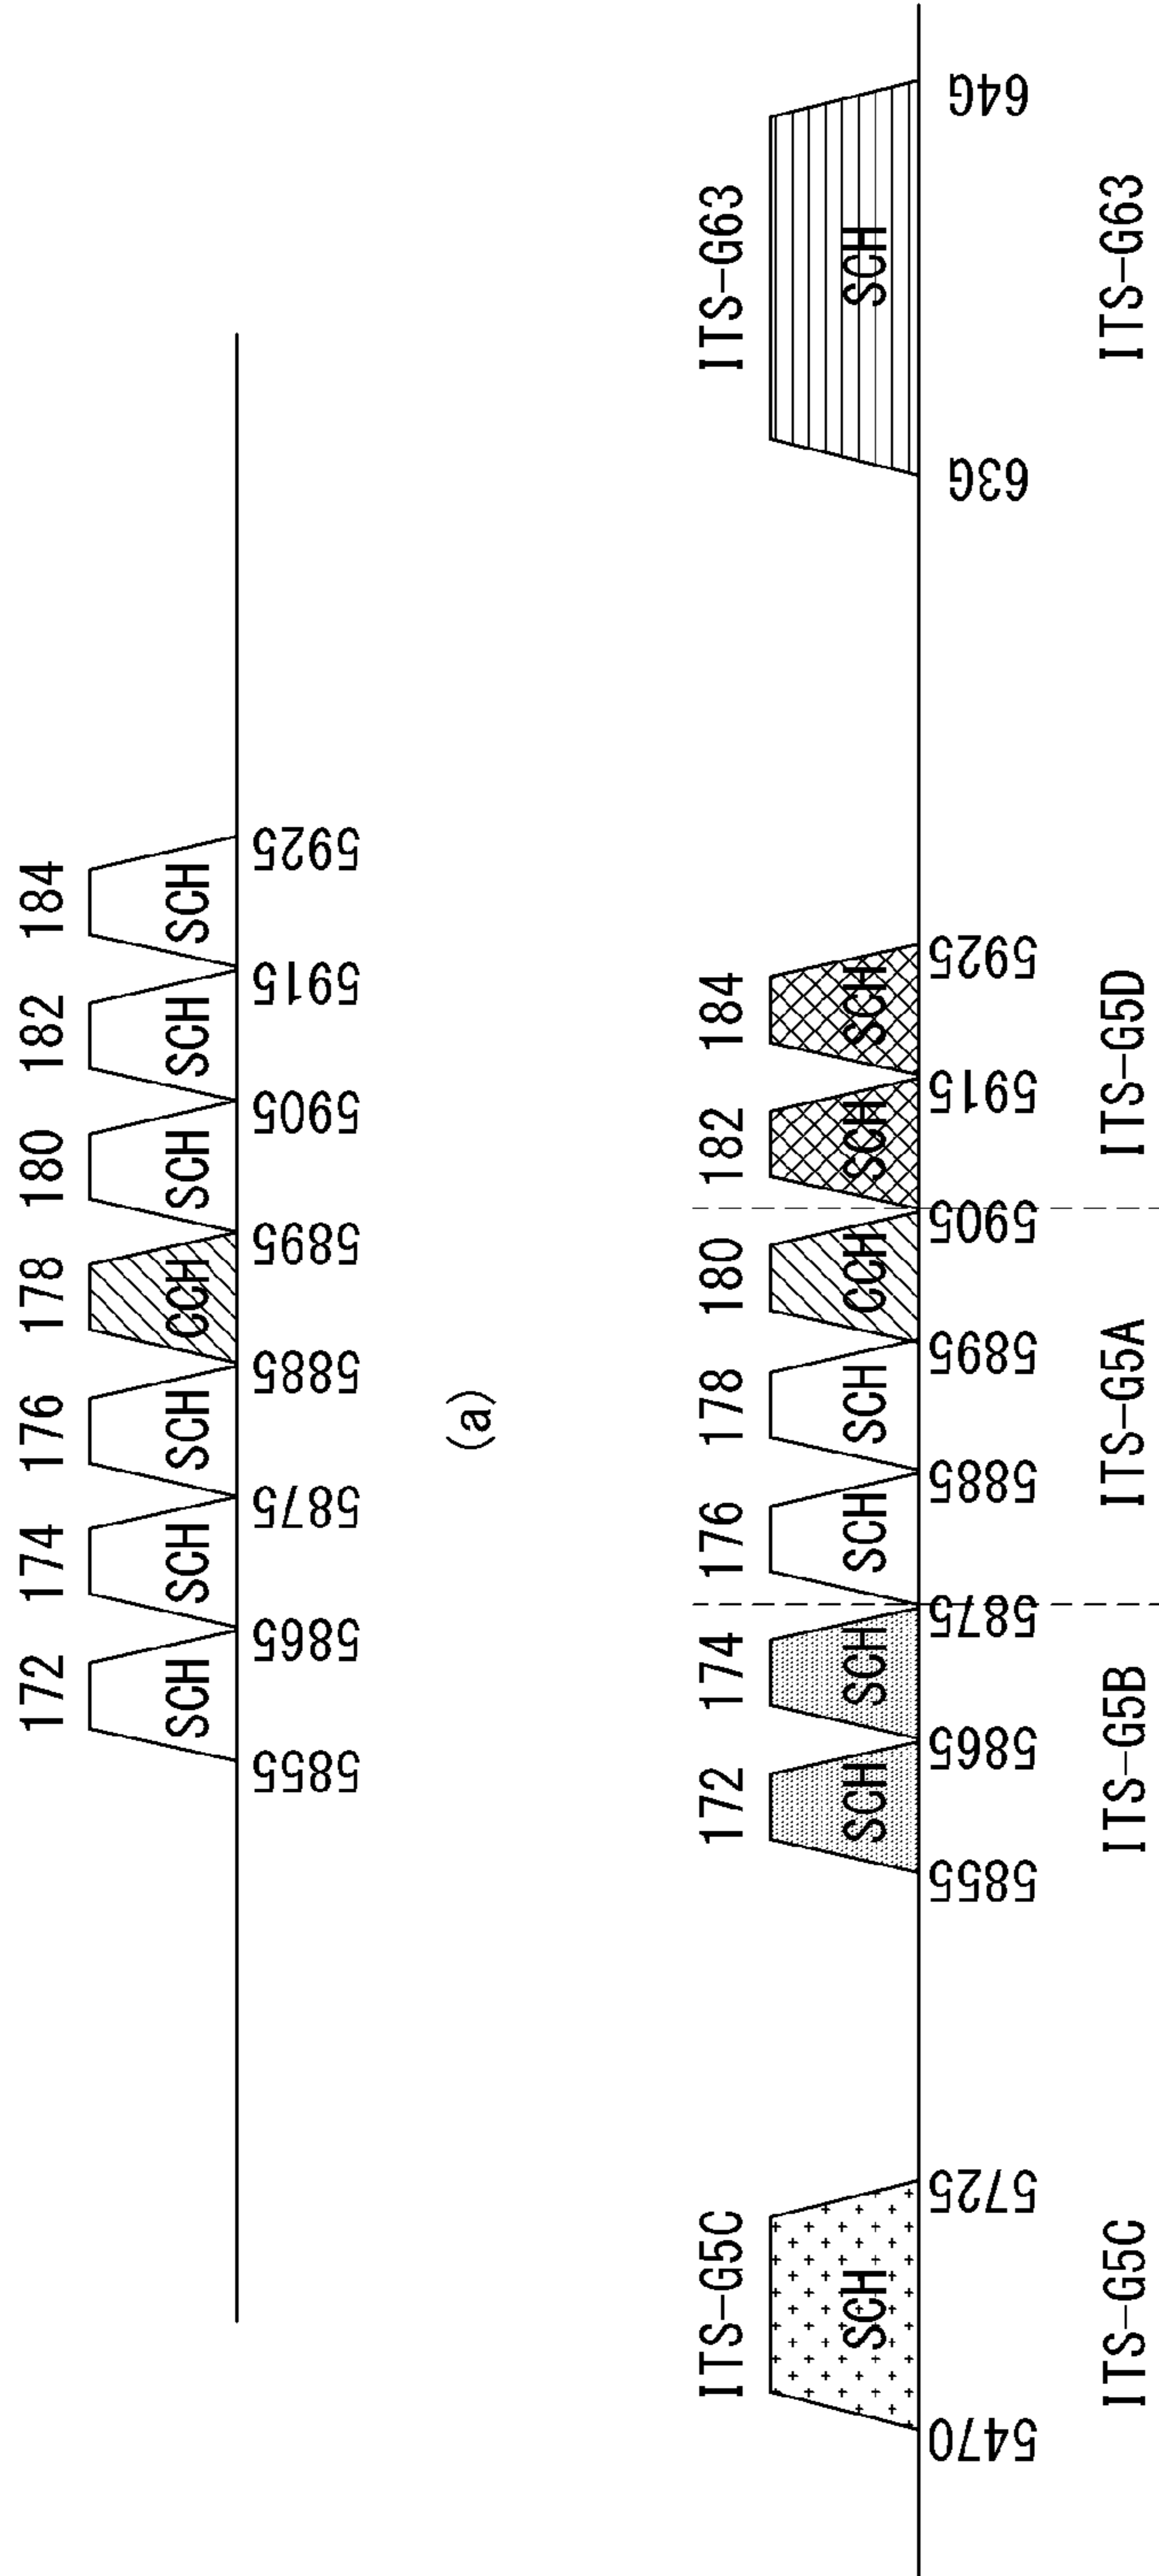 172 174 176 178 180 182 184
SCH SCH SCH CCH SCH SCH SCH
5855 5865 5875 5885 5895 5905 5915 5925
(a)
ITS-G5C 172 174 176 178 180 182 184 ITS-G63
SCH SCH SCH SCH SCH CCH SCH SCH SCH
5470 5725 5855 5865 5875 5885 5895 5905 5915 5925 63G 64G
ITS-G5C ITS-G5B ITS-G5A ITS-G5D ITS-G63